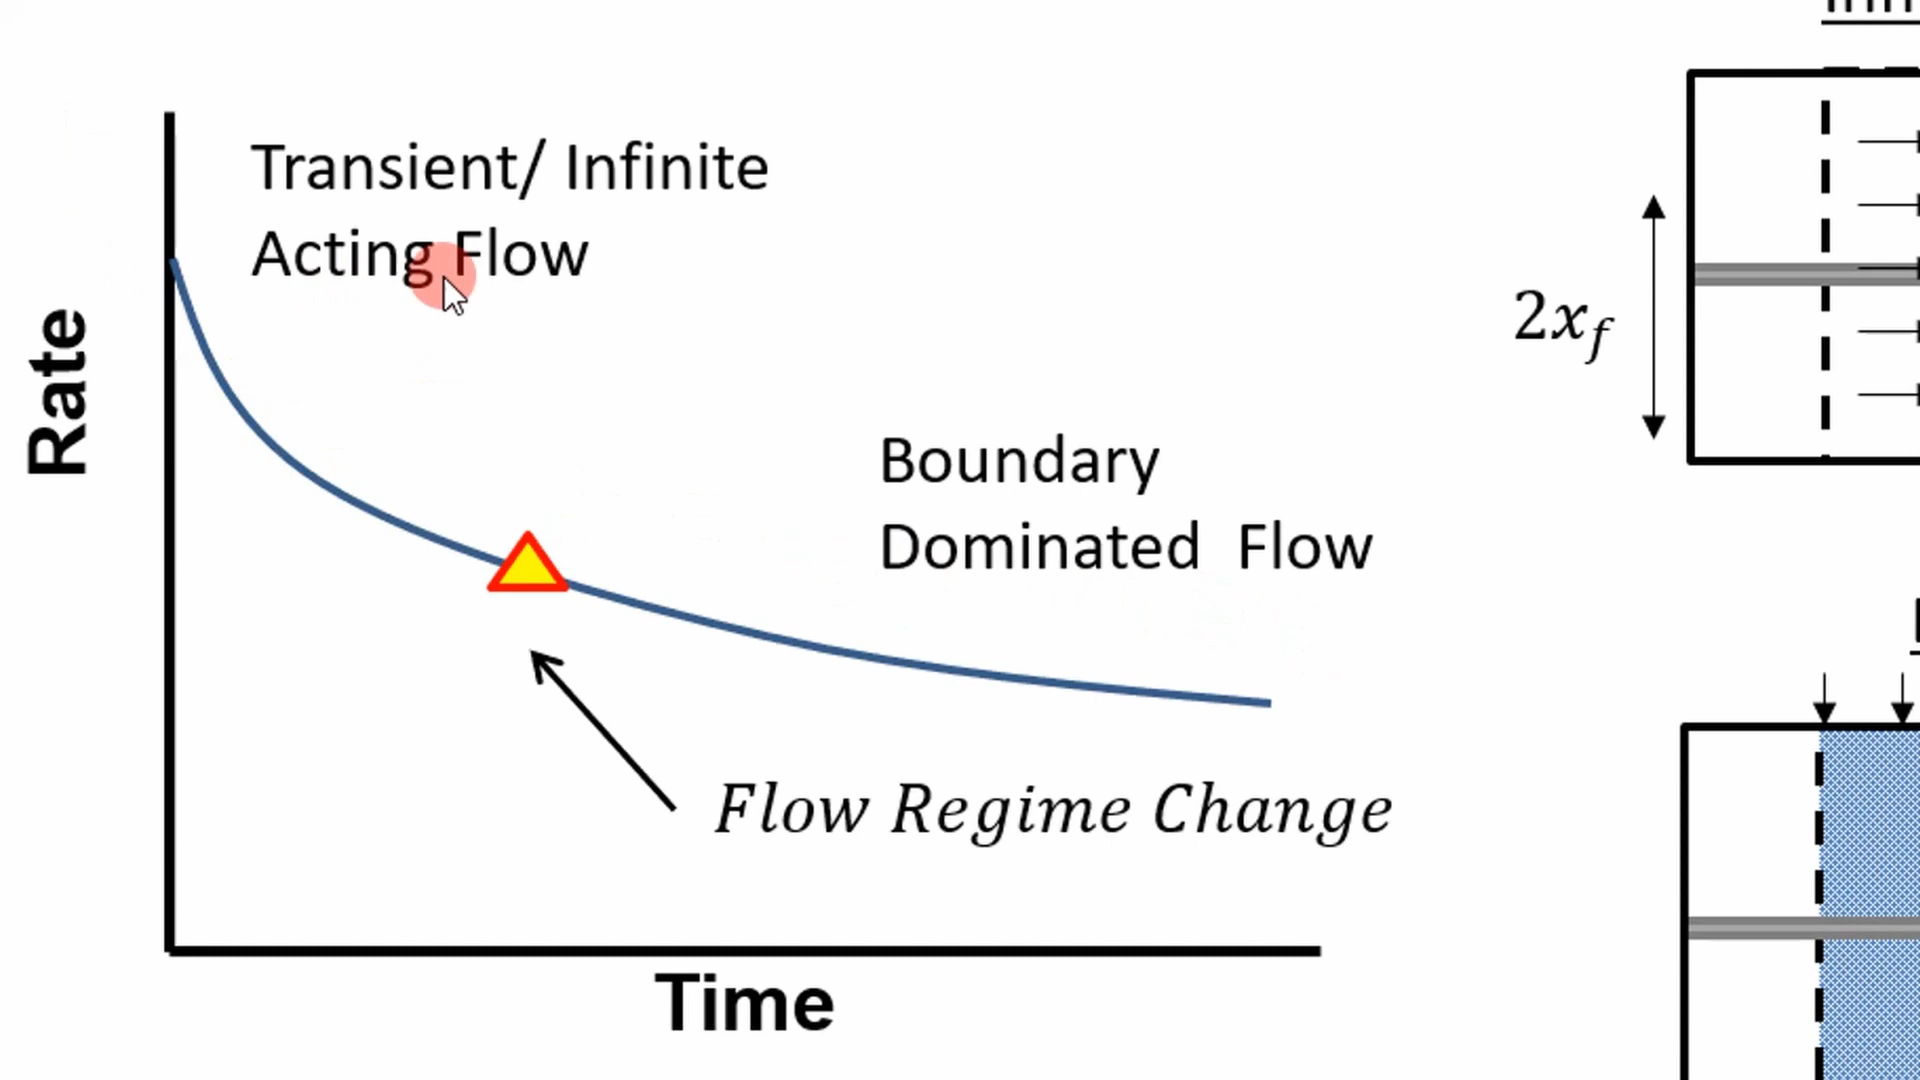 Transient/ Infinite
Acting Flow
Rate
2x_f
Boundary
Dominated Flow
Flow Regime Change
Time